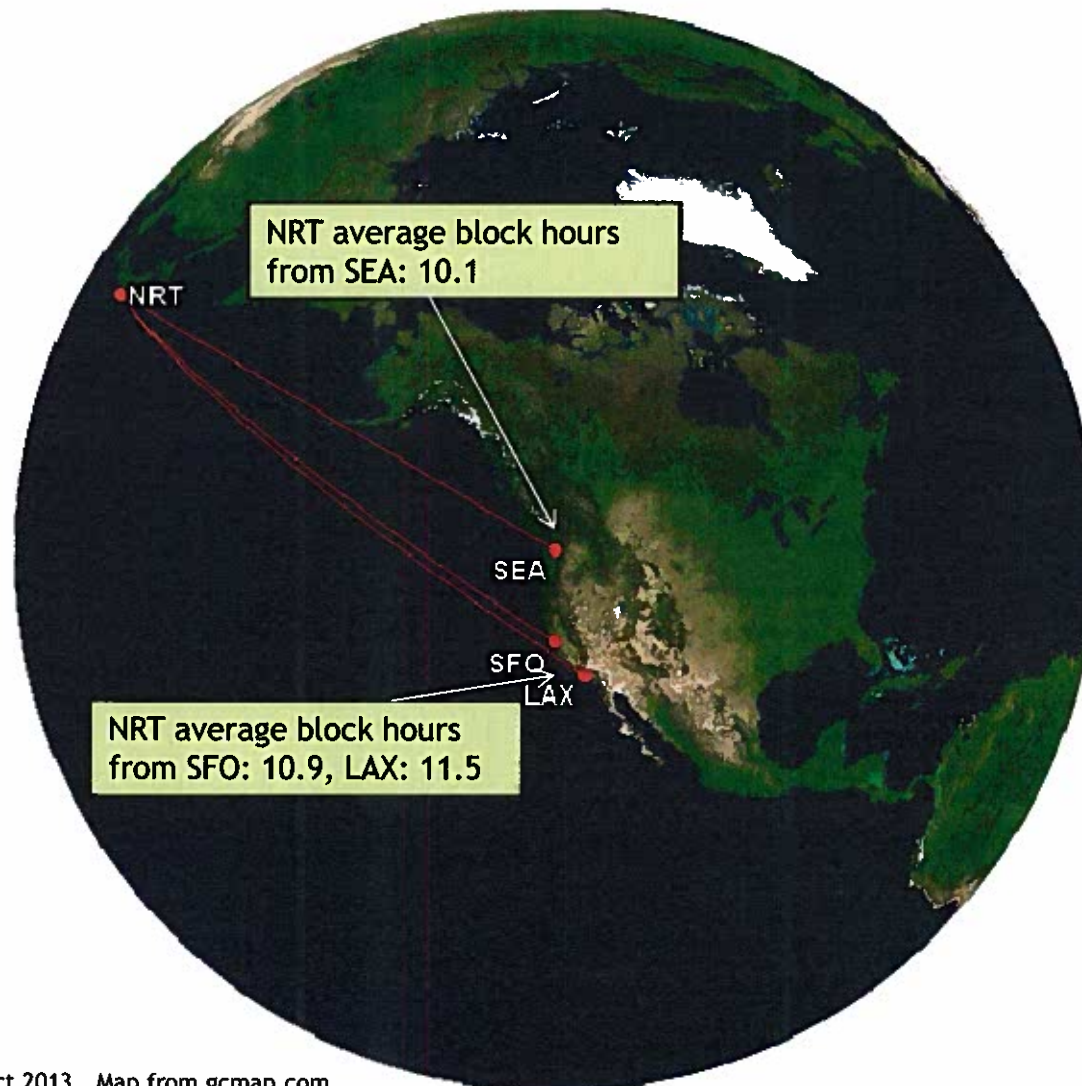 NRT average block hours
from SEA: 10.1
NRT
SEA
SFO
LAX
NRT average block hours
from SFO: 10.9, LAX: 11.5
2013 Map from gcmap.com